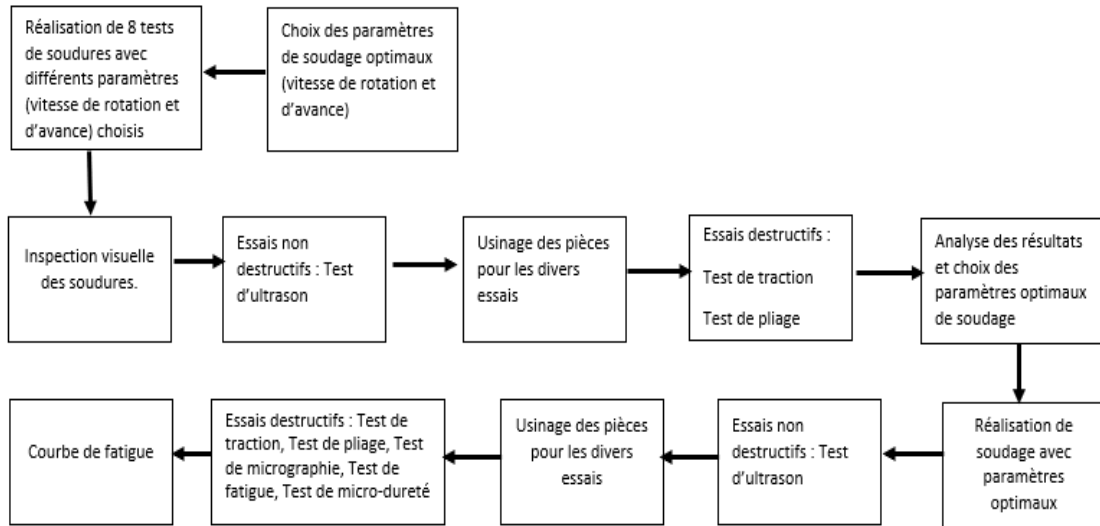 Réalisation de 8 tests
de soudures avec
différents paramètres
(vitesse de rotation et
d'avance) choisis
Choix des paramètres
de soudage optimaux
(vitesse de rotation et
d'avance)
Inspection visuelle
des soudures.
Essais non
destructifs : Test
d'ultrason
Usinage des pièces
pour les divers
essais
Essais destructifs :
Test de traction
Test de pliage
Analyse des résultats
et choix des
paramètres optimaux
de soudage
Courbe de fatigue
Essais destructifs : Test de
traction, Test de pliage, Test
de micrographie, Test de
fatigue, Test de micro-dureté
Usinage des pièces
pour les divers
essais
Essais non
destructifs : Test
d'ultrason
Réalisation de
soudage avec
paramètres
optimaux